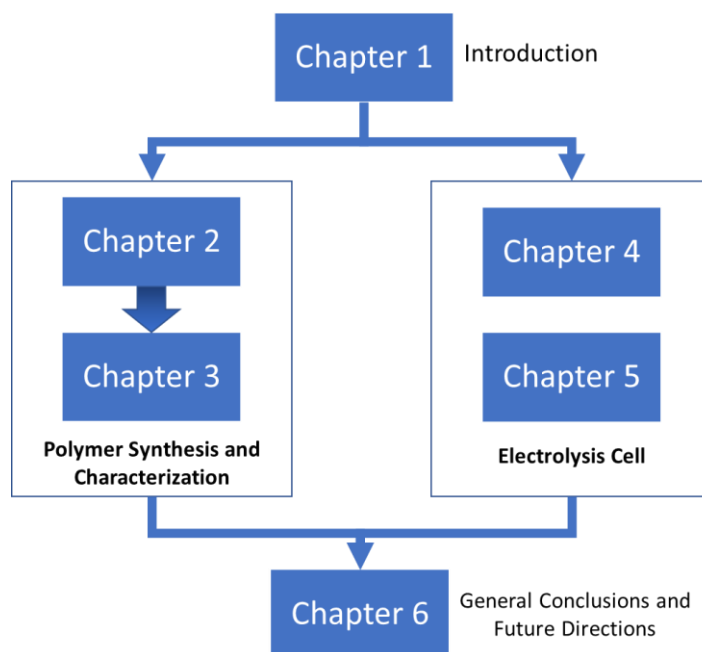 Chapter 1
Introduction
Chapter 2
Chapter 3
Polymer Synthesis and
Characterization
Chapter 4
Chapter 5
Electrolysis Cell
Chapter 6
General Conclusions and
Future Directions